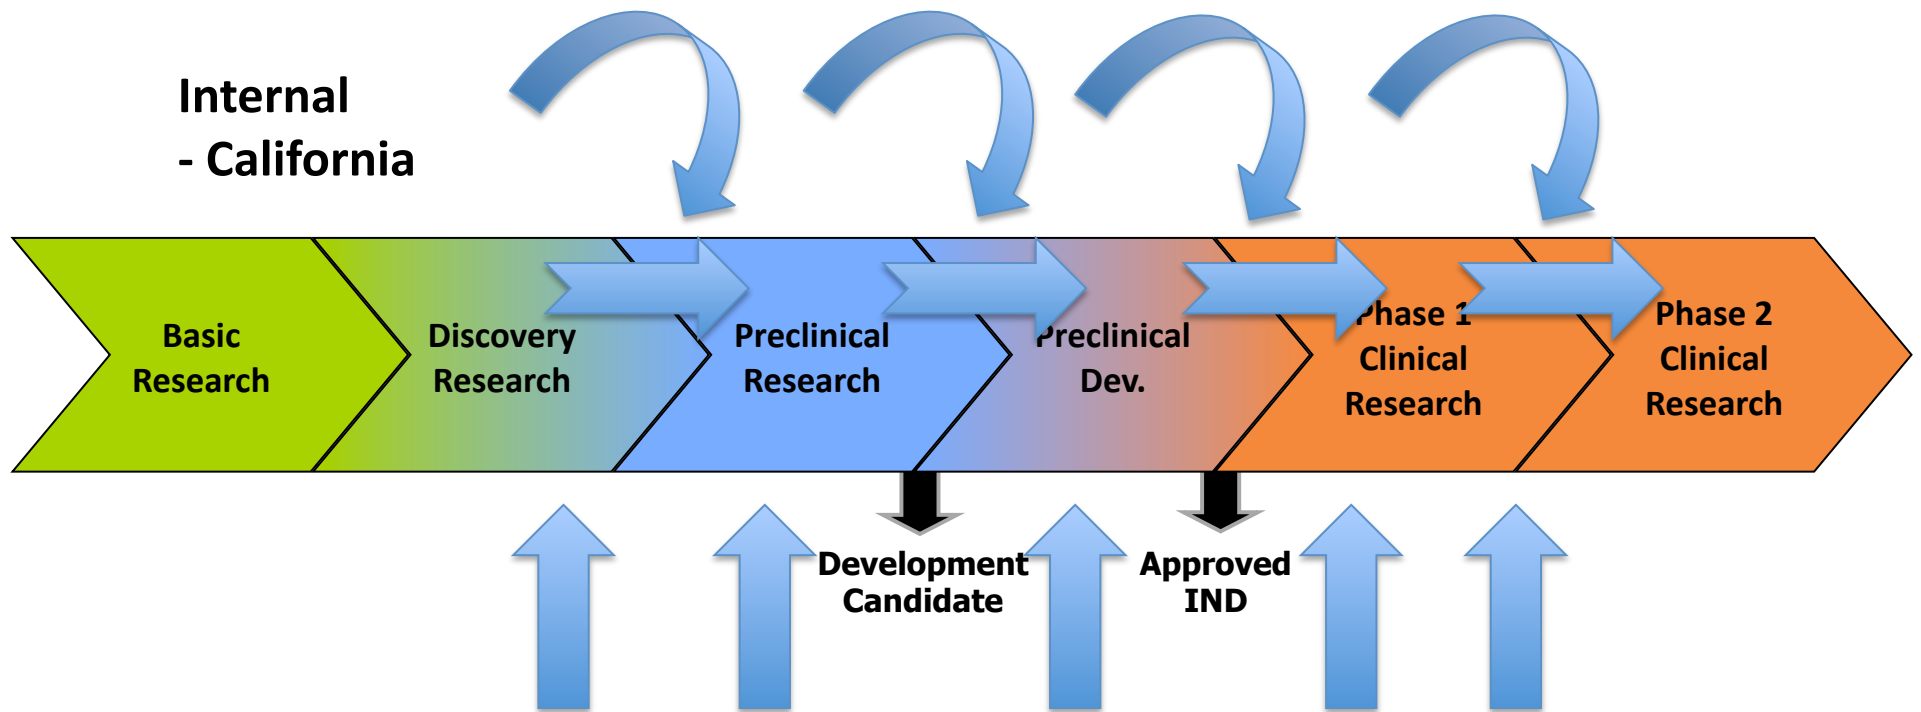 Internal
- California
Basic
Research
Discovery
Research
Preclinical
Research
Preclinical
Dev.
Phase 1
Clinical
Research
Phase 2
Clinical
Research
Development
Candidate
Approved
IND